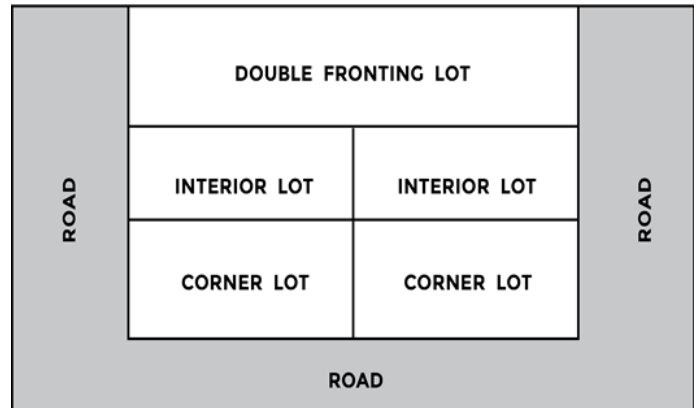 DOUBLE FRONTING LOT
ROAD
INTERIOR LOT
INTERIOR LOT
ROAD
CORNER LOT
CORNER LOT
ROAD